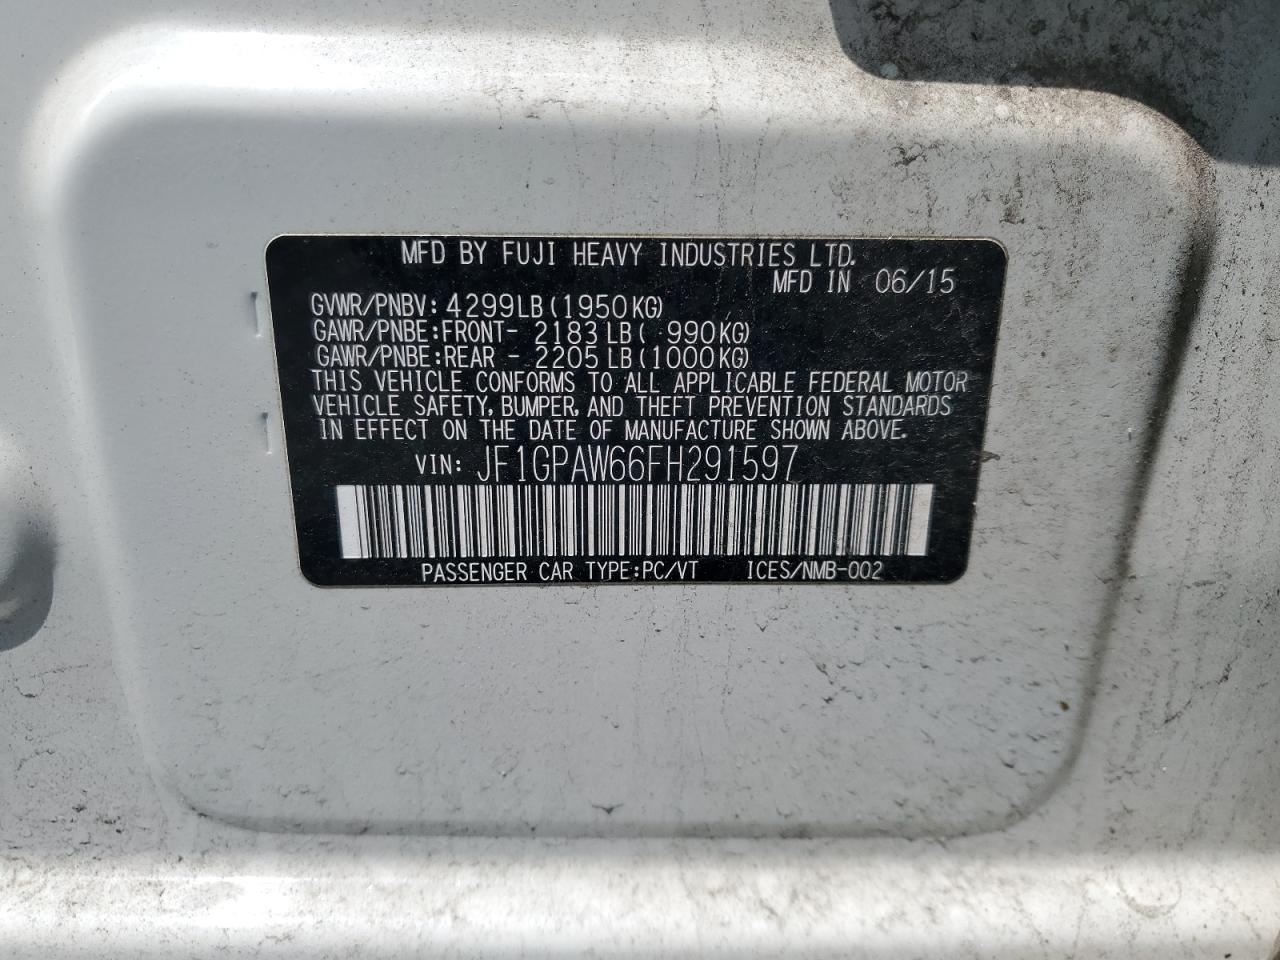 MFD BY FUJI HEAVY INDUSTRIES LTD.
MFD IN 06/15
GVWR/PNBV: 4299LB(1950KG)
GAWR/PNBE:FRONT- 2183LB( 990KG)
GAWR/PNBE:REAR - 2205LB(1000KG)
THIS VEHICLE CONFORMS TO ALL APPLICABLE FEDERAL MOTOR
VEHICLE SAFETY, BUMPER, AND THEFT PREVENTION STANDARDS
IN EFFECT ON THE DATE OF MANUFACTURE SHOWN ABOVE.
VIN: JF1GPAW66FH291597
PASSENGER CAR TYPE:PC/VT ICES/NMB-002